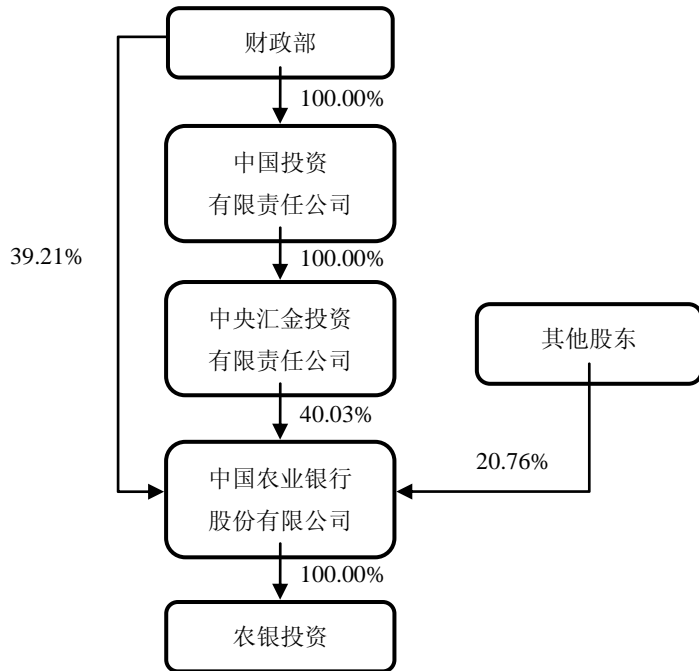 财政部
100.00%
中国投资
有限责任公司
39.21%
100.00%
中央汇金投资
有限责任公司
其他股东
40.03%
中国农业银行
股份有限公司
20.76%
100.00%
农银投资